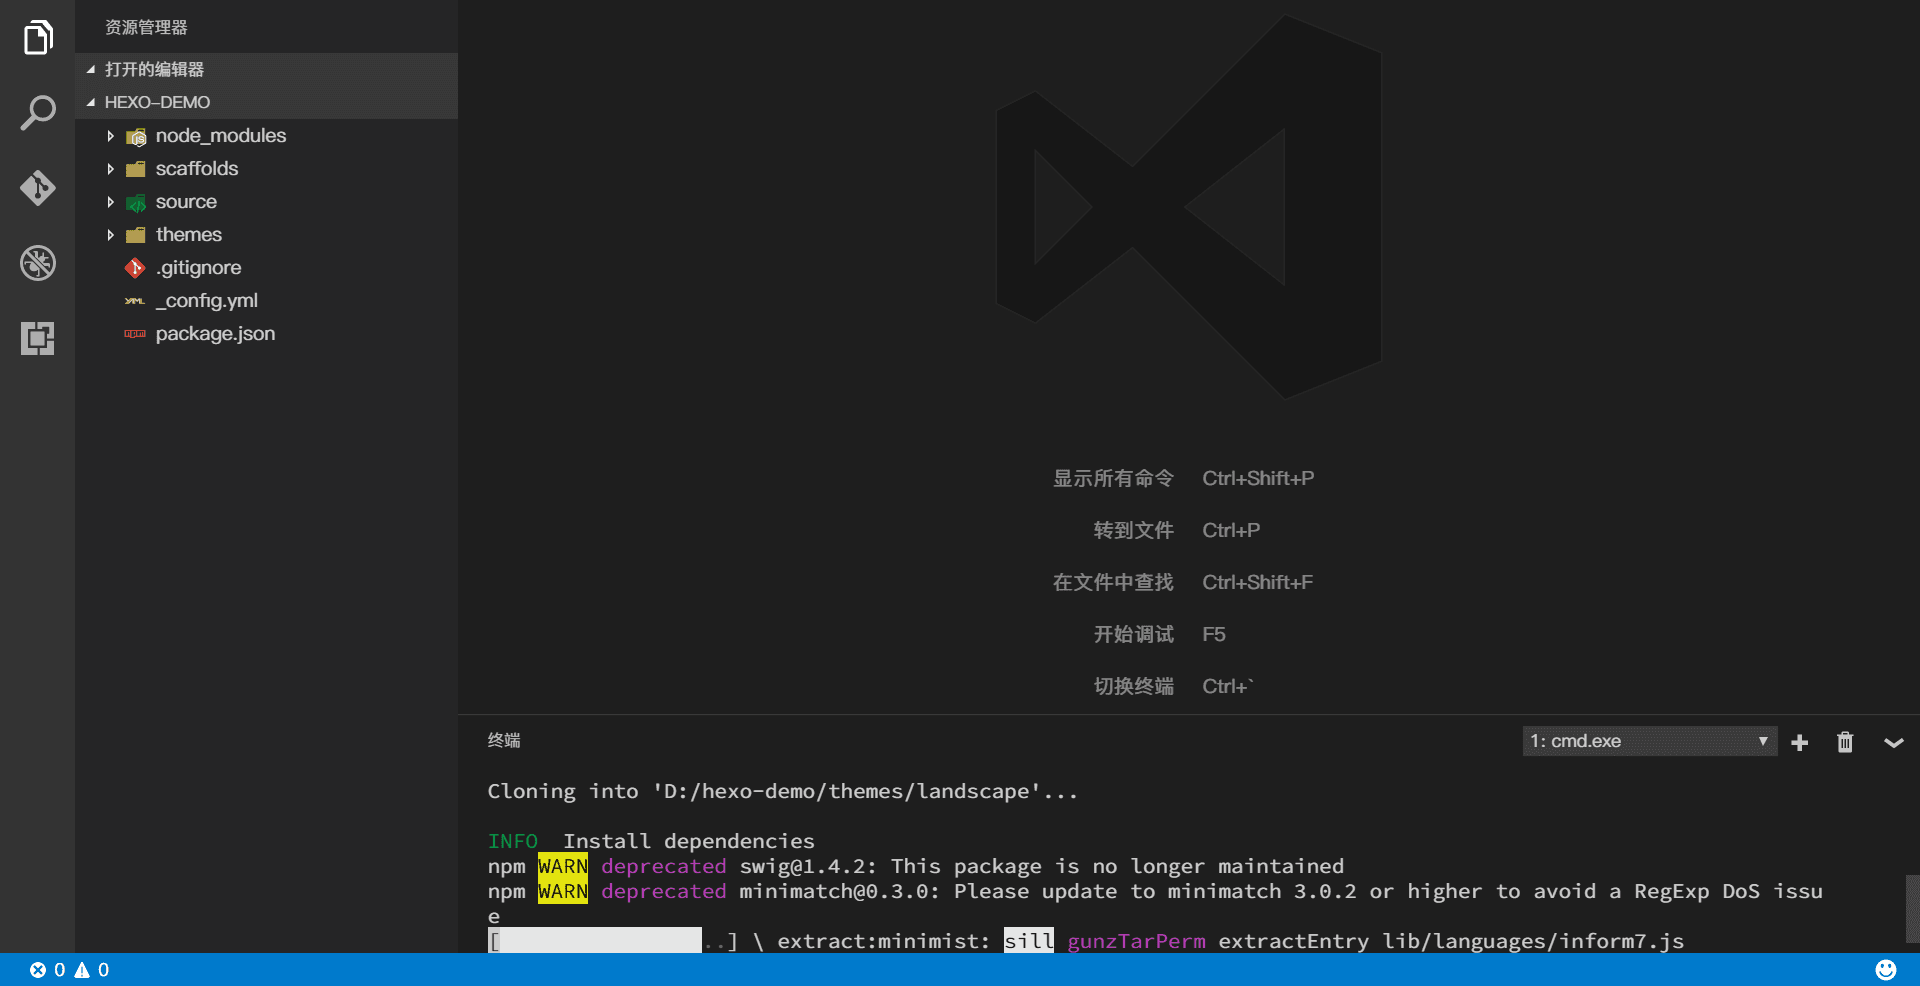 资源管理器
打开的编辑器
HEXO-DEMO
node_modules
scaffolds
source
themes
.gitignore
_config.yml
package.json
显示所有命令 Ctrl+Shift+P
转到文件 Ctrl+P
在文件中查找 Ctrl+Shift+F
开始调试 F5
切换终端 Ctrl+`
终端
1: cmd.exe
Cloning into 'D:/hexo-demo/themes/landscape'...
INFO  Install dependencies
npm WARN deprecated swig@1.4.2: This package is no longer maintained
npm WARN deprecated minimatch@0.3.0: Please update to minimatch 3.0.2 or higher to avoid a RegExp DoS issu
e
[                 ..] \ extract:minimist: sill gunzTarPerm extractEntry lib/languages/inform7.js
0 0